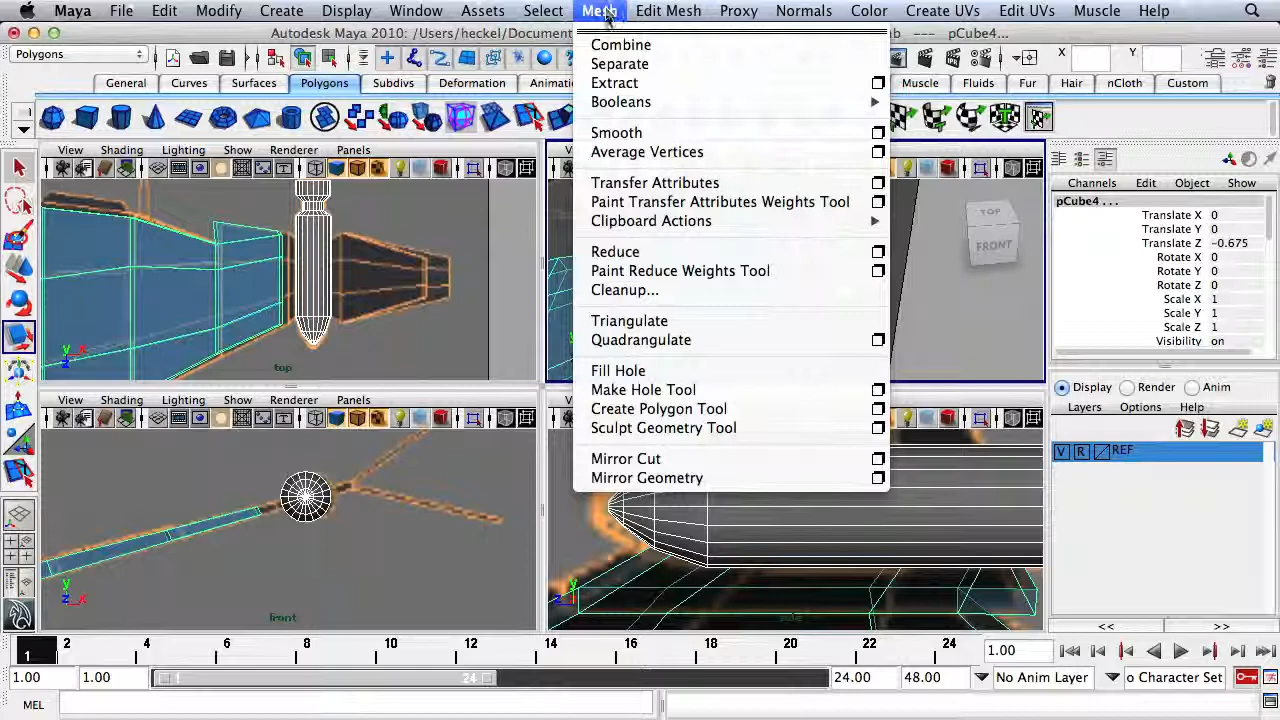 Maya File Edit Modify Create Display Window Assets Select Mesh Edit Mesh Proxy Normals Color Create UVs Edit UVs Muscle Help
Autodesk Maya 2010: /Users/heckel/Document
pCube4...
Polygons
X
Y
General Curves Surfaces Polygons Subdivs Deformation Animati
Muscle Fluids Fur Hair nCloth Custom
Combine
Separate
Extract
Booleans
Smooth
Average Vertices
Transfer Attributes
Paint Transfer Attributes Weights Tool
Clipboard Actions
Reduce
Paint Reduce Weights Tool
Cleanup...
Triangulate
Quadrangulate
Fill Hole
Make Hole Tool
Create Polygon Tool
Sculpt Geometry Tool
Mirror Cut
Mirror Geometry
View Shading Lighting Show Renderer Panels
top
TOP
FRONT
View Shading Lighting Show Renderer Panels
front
side
Channels Edit Object Show
pCube4 ...
Translate X 0
Translate Y 0
Translate Z -0.675
Rotate X 0
Rotate Y 0
Rotate Z 0
Scale X 1
Scale Y 1
Scale Z 1
Visibility on
Display Render Anim
Layers Options Help
V R REF
<< >>
1 2 4 6 8 10 12 14 16 18 20 22 24 1.00
1.00 1.00 1 24 24.00 48.00 No Anim Layer o Character Set
MEL